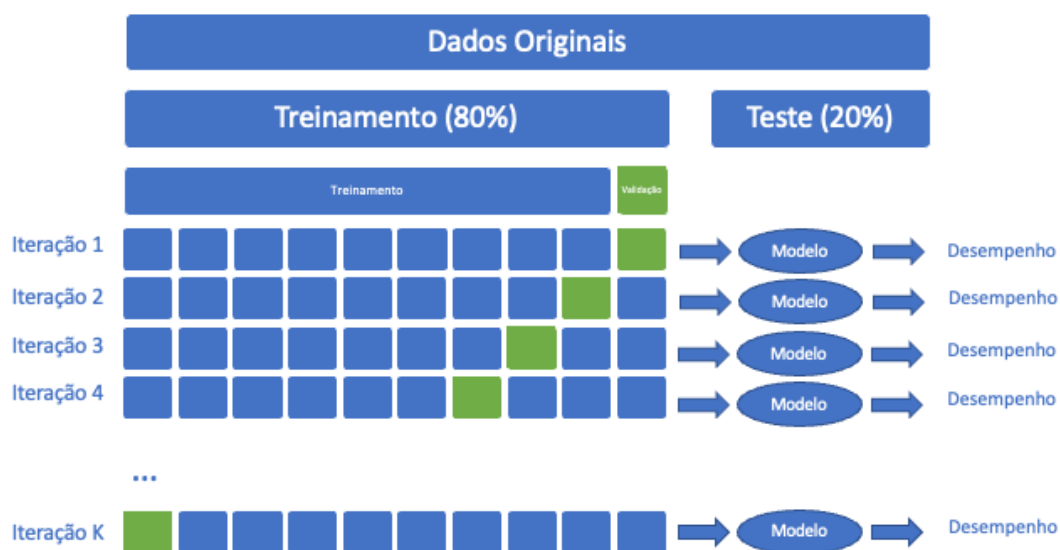 Dados Originais
Treinamento (80%)
Teste (20%)
Treinamento
Validação
Iteração 1
Modelo
Desempenho
Iteração 2
Modelo
Desempenho
Iteração 3
Modelo
Desempenho
Iteração 4
Modelo
Desempenho
...
Iteração K
Modelo
Desempenho